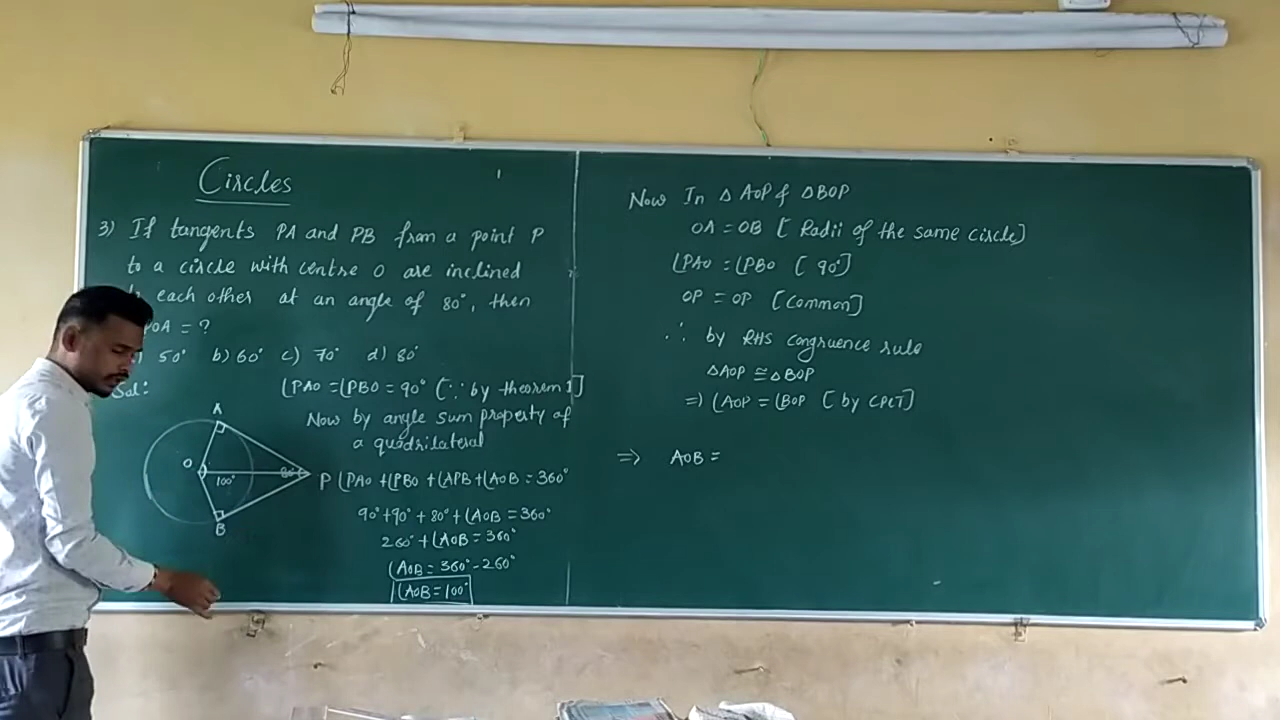 Circles
3) If tangents PA and PB from a point P
to a circle with centre O are inclined
each other at an angle of 80°, then
OA = ?
50° b) 60° c) 70° d) 80°
Sol:
⌊PAO = ⌊PBO = 90° [∵ by theorem 1]
Now by angle sum property of
a quadrilateral
A
O
100°
80°
P
B
⌊PAO + ⌊PBO + ⌊APB + ⌊AOB = 360°
90° + 90° + 80° + ⌊AOB = 360°
260° + ⌊AOB = 360°
⌊AOB = 360° - 260°
⌊AOB = 100°
Now In △ AOP & △BOP
OA = OB [ Radii of the same circle]
⌊PAO = ⌊PBO [ 90°]
OP = OP [Common]
∴ by RHS congruence rule
△AOP ≅ △BOP
⇒ ⌊AOP = ⌊BOP [ by CPCT]
⇒ AOB =